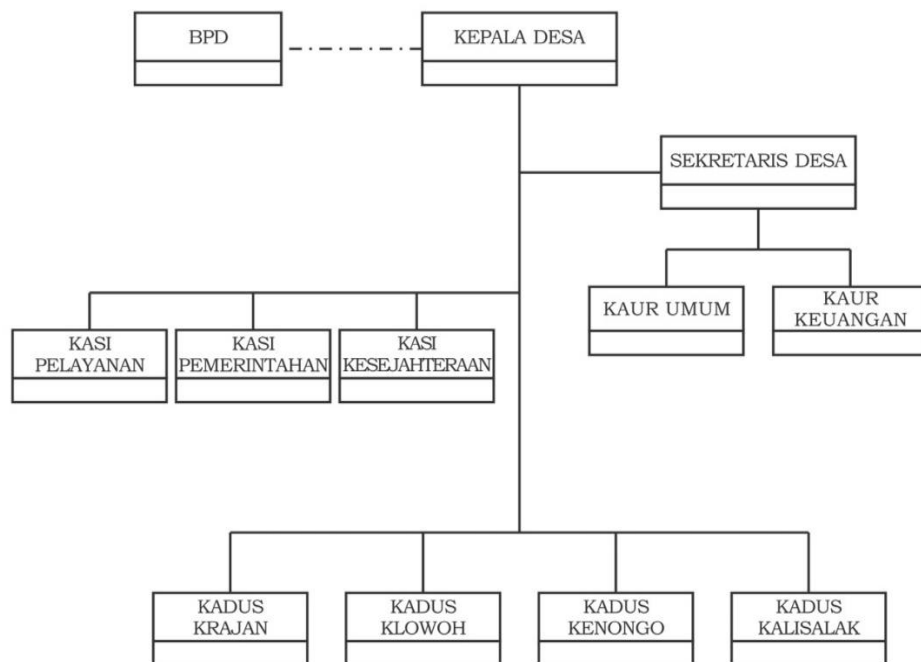 BPD
KEPALA DESA
SEKRETARIS DESA
KAUR UMUM
KAUR
KEUANGAN
KASI
PELAYANAN
KASI
PEMERINTAHAN
KASI
KESEJAHTERAAN
KADUS
KRAJAN
KADUS
KLOWOH
KADUS
KENONGO
KADUS
KALISALAK